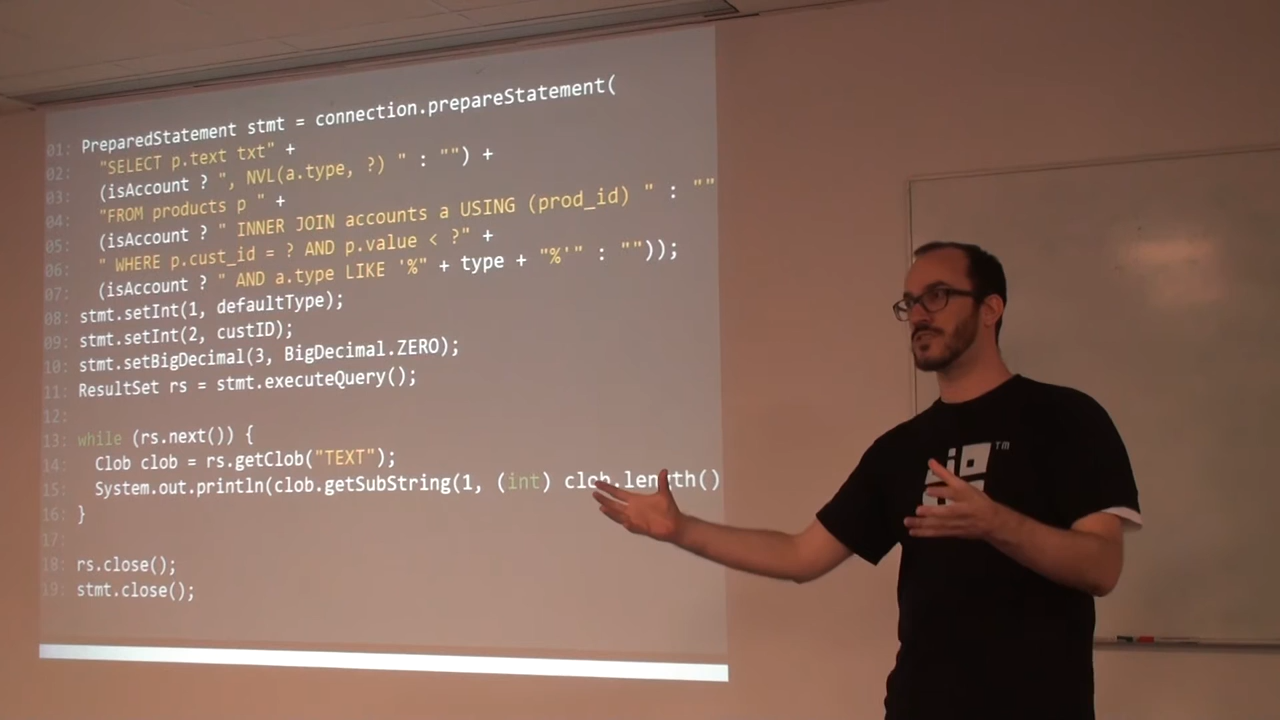 01: PreparedStatement stmt = connection.prepareStatement(
02:   "SELECT p.text txt" +
03:   (isAccount ? ", NVL(a.type, ?) " : "") +
04:   "FROM products p " +
05:   (isAccount ? " INNER JOIN accounts a USING (prod_id) " : ""
06:   " WHERE p.cust_id = ? AND p.value < ?" +
07:   (isAccount ? " AND a.type LIKE '%" + type + "%'" : ""));
08: stmt.setInt(1, defaultType);
09: stmt.setInt(2, custID);
10: stmt.setBigDecimal(3, BigDecimal.ZERO);
11: ResultSet rs = stmt.executeQuery();
12:
13: while (rs.next()) {
14:   Clob clob = rs.getClob("TEXT");
15:   System.out.println(clob.getSubString(1, (int) clob.length()
16: }
17:
18: rs.close();
19: stmt.close();
TM